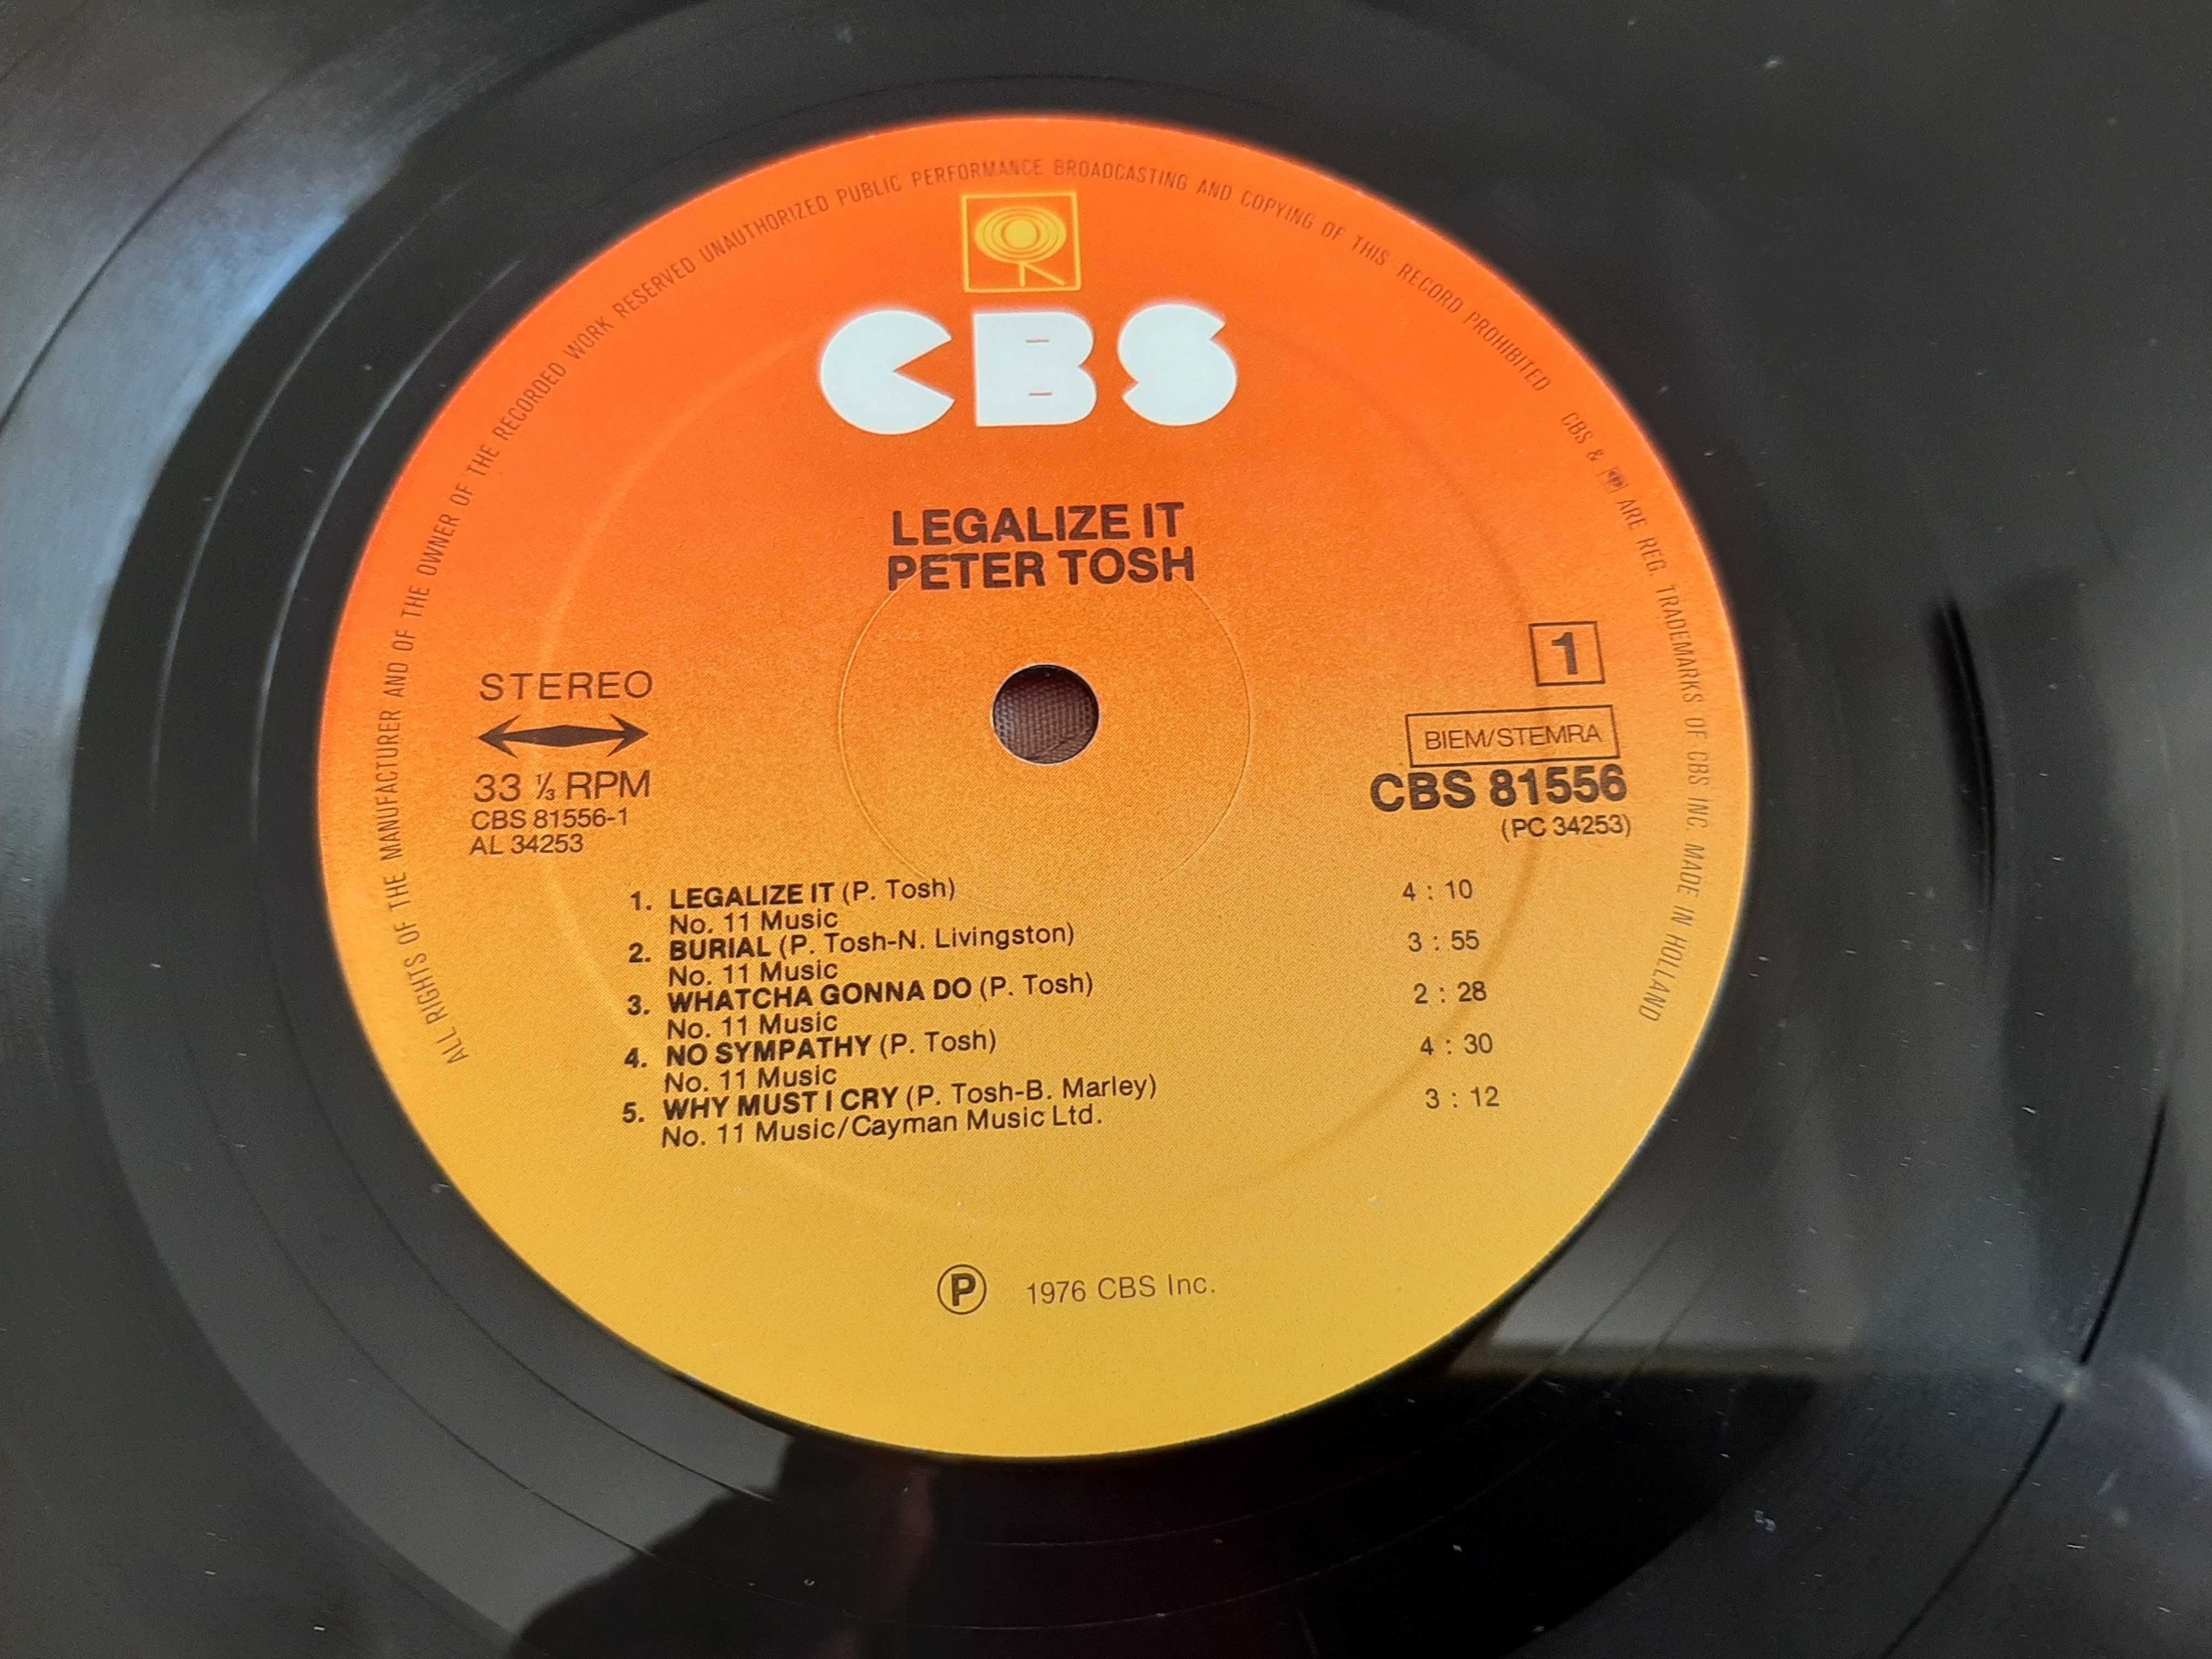 ALL RIGHTS OF THE MANUFACTURER AND OF THE OWNER OF THE RECORDED WORK RESERVED UNAUTHORIZED PUBLIC PERFORMANCE BROADCASTING AND COPYING OF THIS RECORD PROHIBITED CBS & ARE REG. TRADEMARKS OF CBS INC. MADE IN HOLLAND
CBS
LEGALIZE IT
PETER TOSH
STEREO
33 ⅓ RPM
CBS 81556-1
AL 34253
1
BIEM/STEMRA
CBS 81556
(PC 34253)
1. LEGALIZE IT (P. Tosh) 4 : 10
No. 11 Music
2. BURIAL (P. Tosh-N. Livingston) 3 : 55
No. 11 Music
3. WHATCHA GONNA DO (P. Tosh) 2 : 28
No. 11 Music
4. NO SYMPATHY (P. Tosh) 4 : 30
No. 11 Music
5. WHY MUST I CRY (P. Tosh-B. Marley) 3 : 12
No. 11 Music/Cayman Music Ltd.
℗ 1976 CBS Inc.